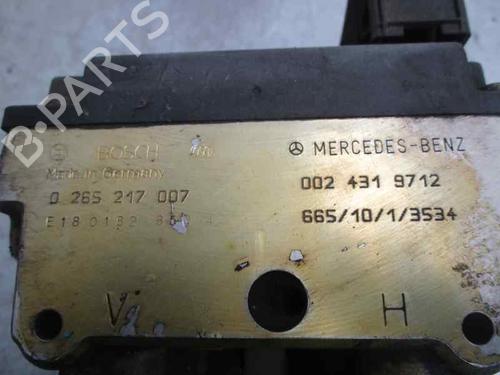 B-PARTS
BOSCH
Made in Germany
0 265 217 007
MERCEDES-BENZ
002 431 9712
665/10/1/3534
V
H